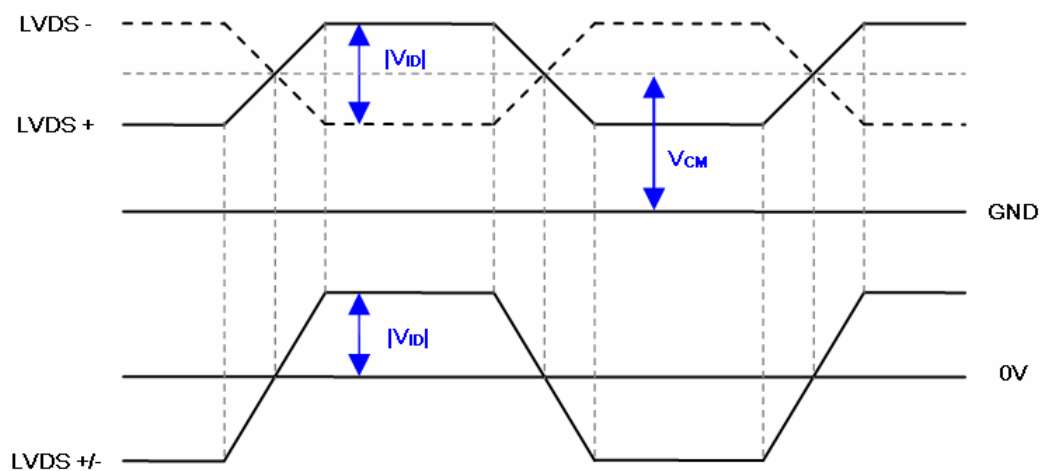 LVDS -
|VID|
LVDS +
VCM
GND
|VID|
0V
LVDS +/-